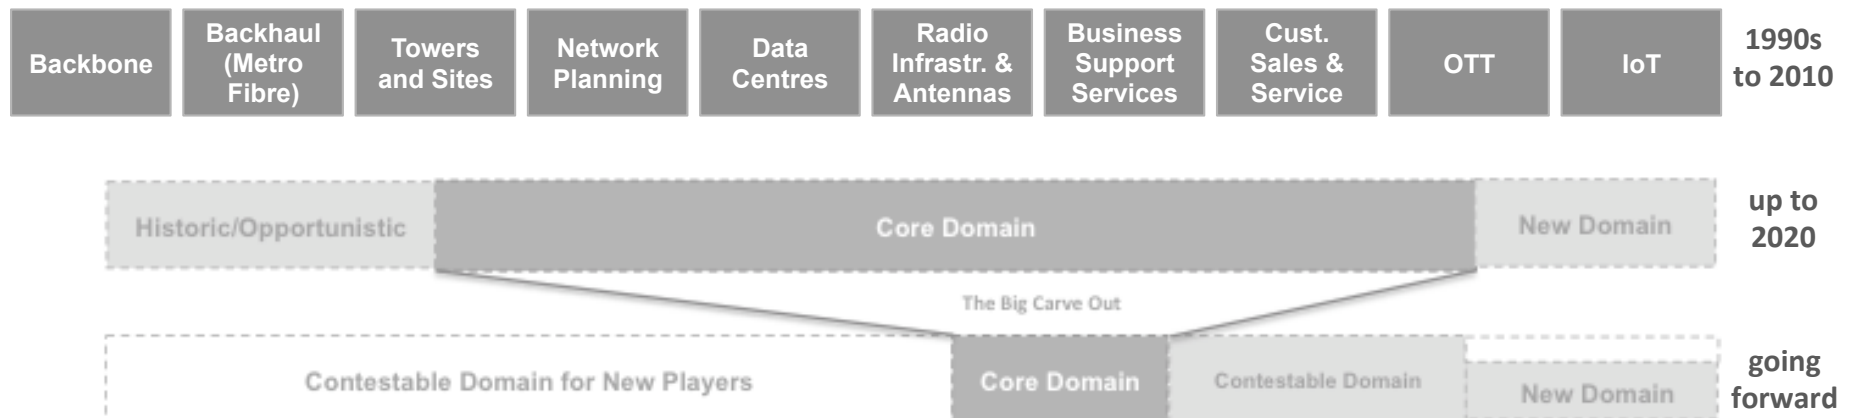 Backbone
Backhaul
(Metro
Fibre)
Towers
and Sites
Network
Planning
Data
Centres
Radio
Infrastr. &
Antennas
Business
Support
Services
Cust.
Sales &
Service
OTT
IoT
1990s
to 2010
Historic/Opportunistic
Core Domain
New Domain
up to
2020
The Big Carve Out
Contestable Domain for New Players
Core Domain
Contestable Domain
New Domain
going
forward